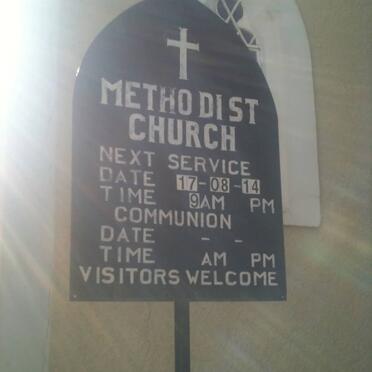 METHODIST
CHURCH
NEXT SERVICE
DATE 17-08-14
TIME 9AM PM
COMMUNION
DATE - -
TIME AM PM
VISITORS WELCOME